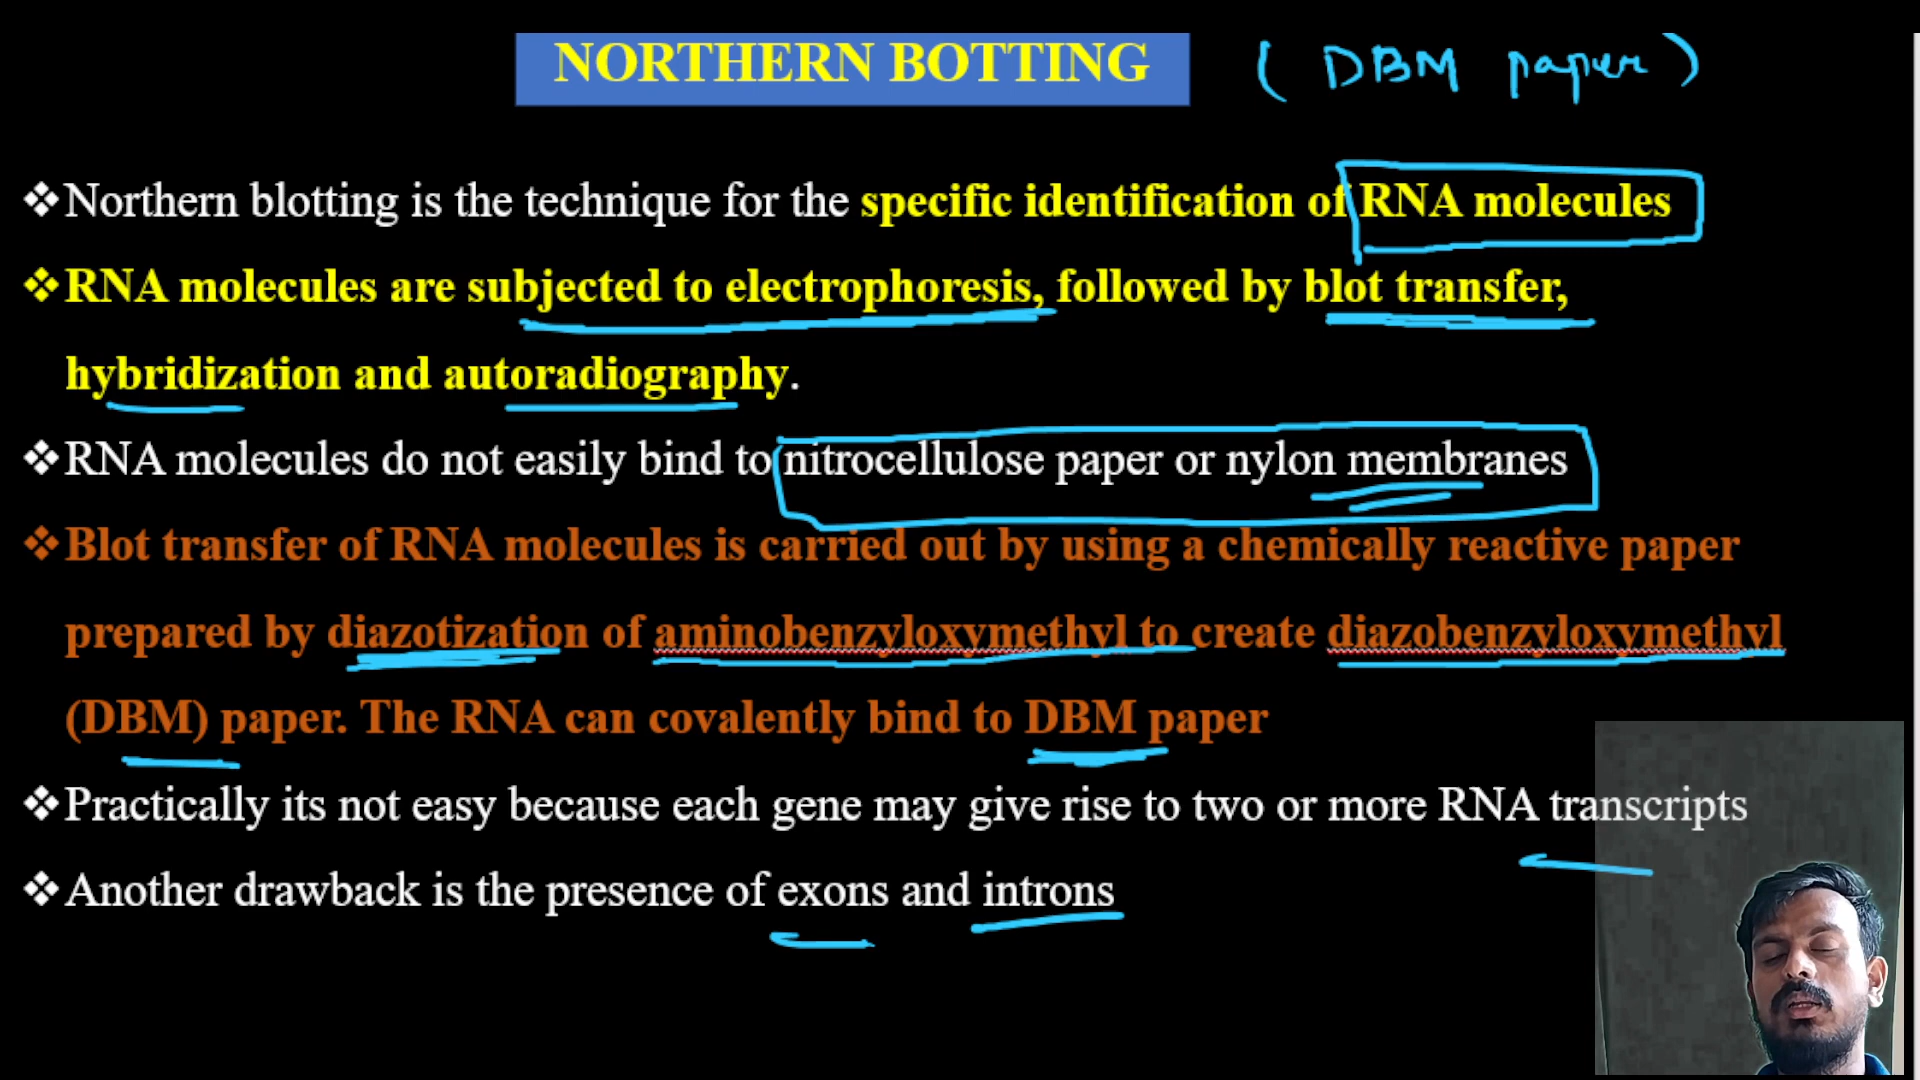 NORTHERN BOTTING ( DBM paper )
❖Northern blotting is the technique for the specific identification of RNA molecules
❖RNA molecules are subjected to electrophoresis, followed by blot transfer,
hybridization and autoradiography.
❖RNA molecules do not easily bind to nitrocellulose paper or nylon membranes
❖Blot transfer of RNA molecules is carried out by using a chemically reactive paper
prepared by diazotization of aminobenzyloxymethyl to create diazobenzyloxymethyl
(DBM) paper. The RNA can covalently bind to DBM paper
❖Practically its not easy because each gene may give rise to two or more RNA transcripts
❖Another drawback is the presence of exons and introns